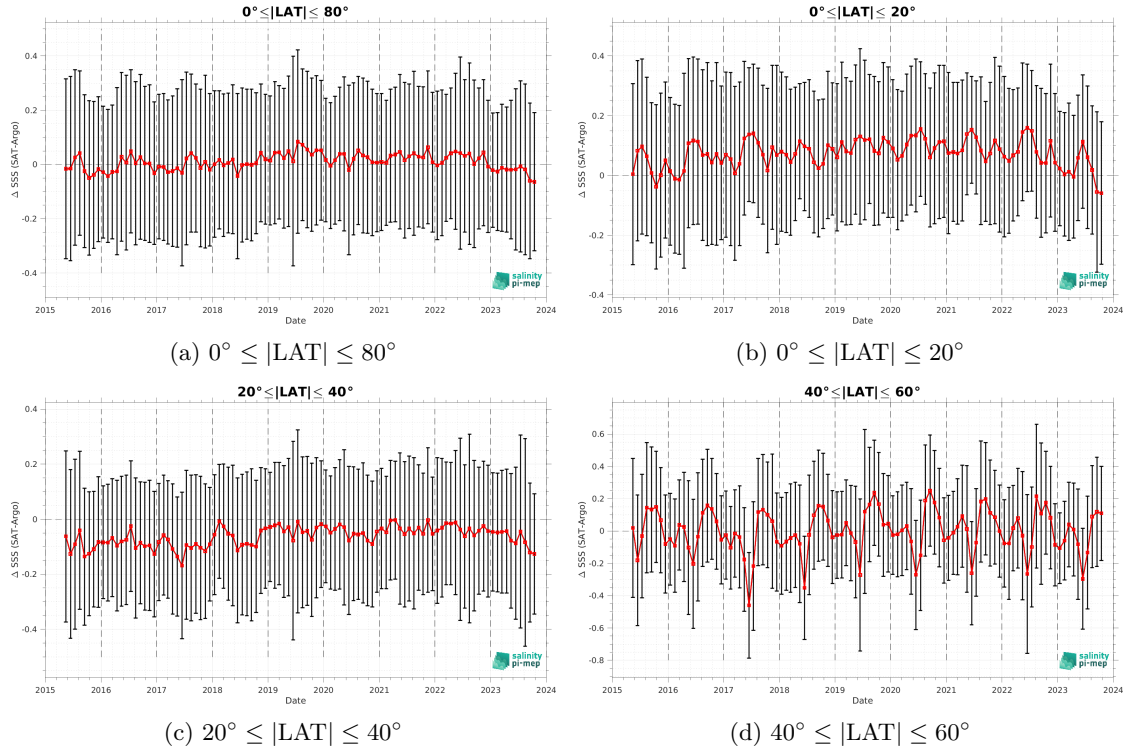 0°≤|LAT|≤ 80°
Δ SSS (SAT-Argo)
0.4
0.2
0
-0.2
-0.4
2015 2016 2017 2018 2019 2020 2021 2022 2023 2024
Date
salinity
pi-mep
(a) 0° ≤ |LAT| ≤ 80°
0°≤|LAT|≤ 20°
Δ SSS (SAT-Argo)
0.4
0.2
0
-0.2
-0.4
2015 2016 2017 2018 2019 2020 2021 2022 2023 2024
Date
salinity
pi-mep
(b) 0° ≤ |LAT| ≤ 20°
20°≤|LAT|≤ 40°
Δ SSS (SAT-Argo)
0.4
0.2
0
-0.2
-0.4
2015 2016 2017 2018 2019 2020 2021 2022 2023 2024
Date
salinity
pi-mep
(c) 20° ≤ |LAT| ≤ 40°
40°≤|LAT|≤ 60°
Δ SSS (SAT-Argo)
0.6
0.4
0.2
0
-0.2
-0.4
-0.6
-0.8
2015 2016 2017 2018 2019 2020 2021 2022 2023 2024
Date
salinity
pi-mep
(d) 40° ≤ |LAT| ≤ 60°